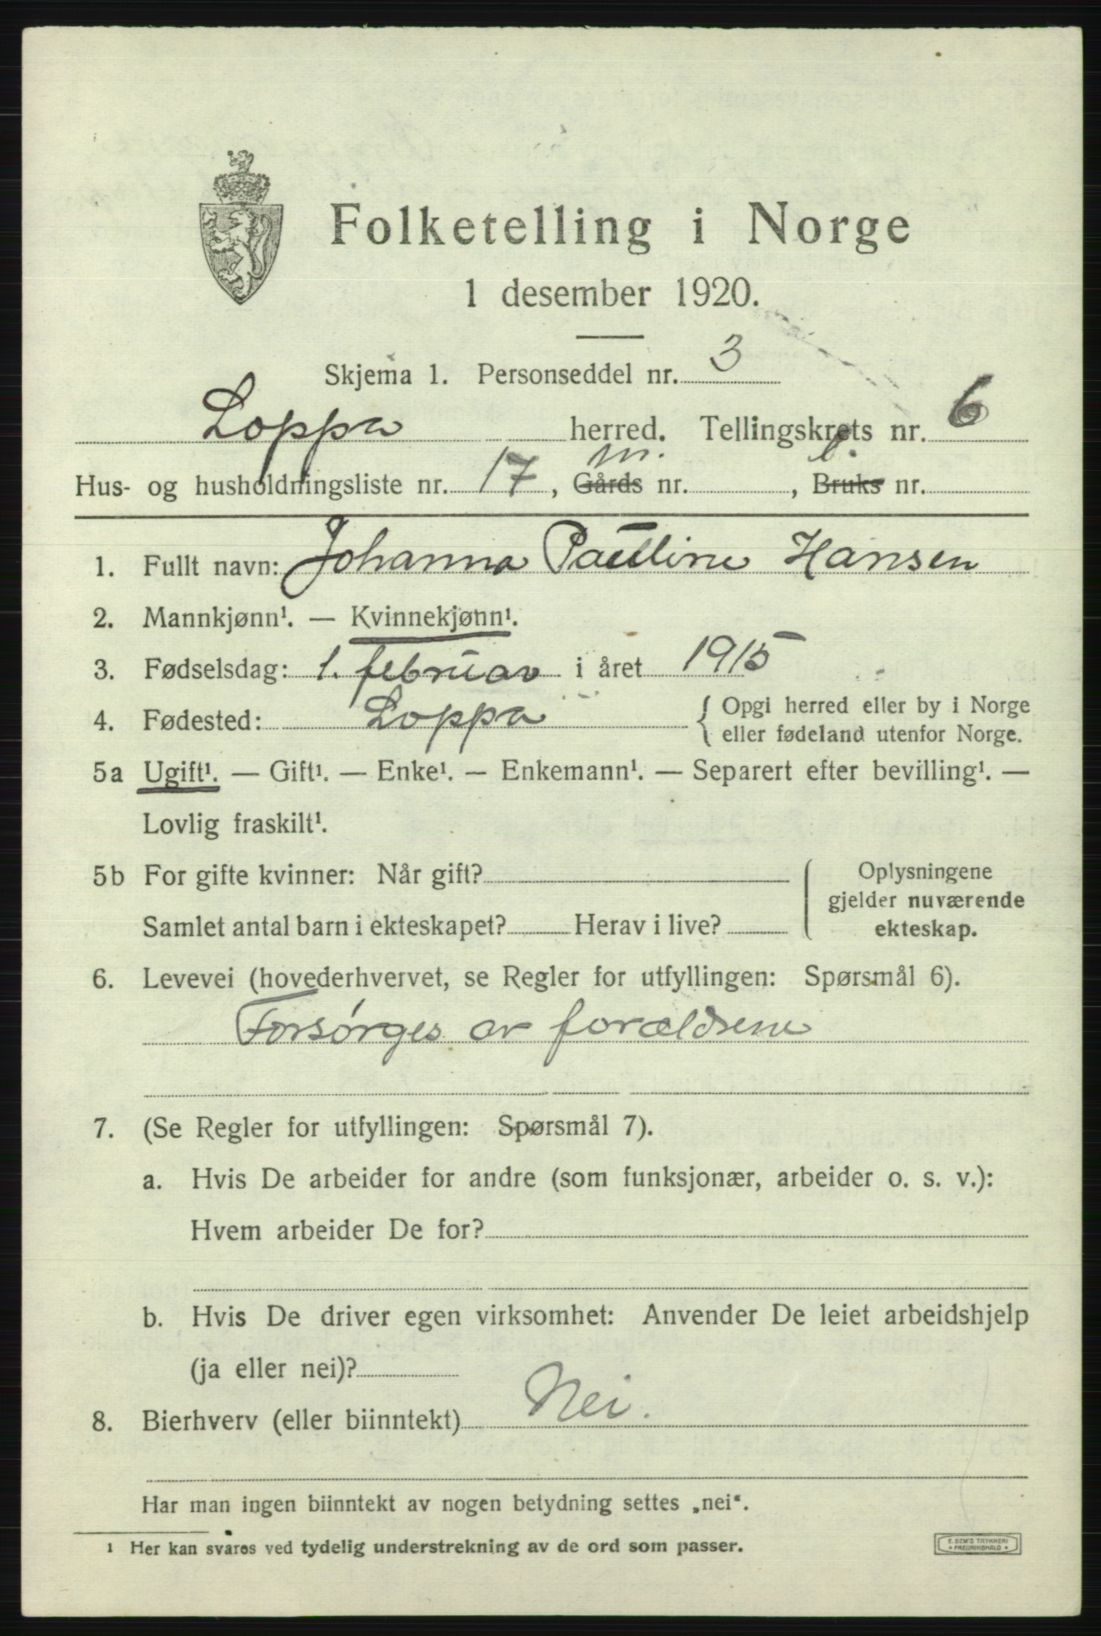 Folketelling i Norge
1 desember 1920.
Skjema 1. Personseddel nr. 3
Loppa herred. Tellingskrets nr. 6
m. b.
Hus- og husholdningsliste nr. 17, Gårds nr. , Bruks nr.
1. Fullt navn: Johanna Pauline Hansen
2. Mannkjønn¹. — Kvinnekjønn¹.
3. Fødselsdag: 1. februar i året 1915
4. Fødested: Loppa { Opgi herred eller by i Norge
eller fødeland utenfor Norge.
5a Ugift¹. — Gift¹. — Enke¹. — Enkemann¹. — Separert efter bevilling¹. —
Lovlig fraskilt¹.
5b For gifte kvinner: Når gift? Oplysningene
gjelder nuværende
Samlet antal barn i ekteskapet? Herav i live? ekteskap.
6. Levevei (hovederhvervet, se Regler for utfyllingen: Spørsmål 6).
Forsørges av forældrene
7. (Se Regler for utfyllingen: Spørsmål 7).
a. Hvis De arbeider for andre (som funksjonær, arbeider o. s. v.):
Hvem arbeider De for?
b. Hvis De driver egen virksomhet: Anvender De leiet arbeidshjelp
(ja eller nei)?
8. Bierhverv (eller biinntekt) Nei.
Har man ingen biinntekt av nogen betydning settes „nei“.
¹ Her kan svares ved tydelig understrekning av de ord som passer.
E. SEM'S TRYKKERI
FREDRIKSHALD